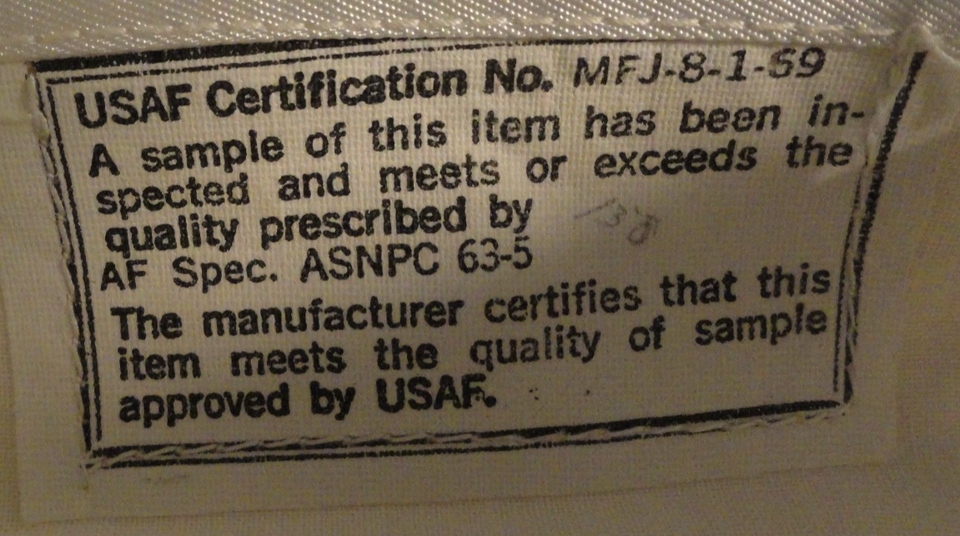 USAF Certification No. MFJ-8-1-69
A sample of this item has been in-
spected and meets or exceeds the
quality prescribed by
AF Spec. ASNPC 63-5
The manufacturer certifies that this
item meets the quality of sample
approved by USAF.